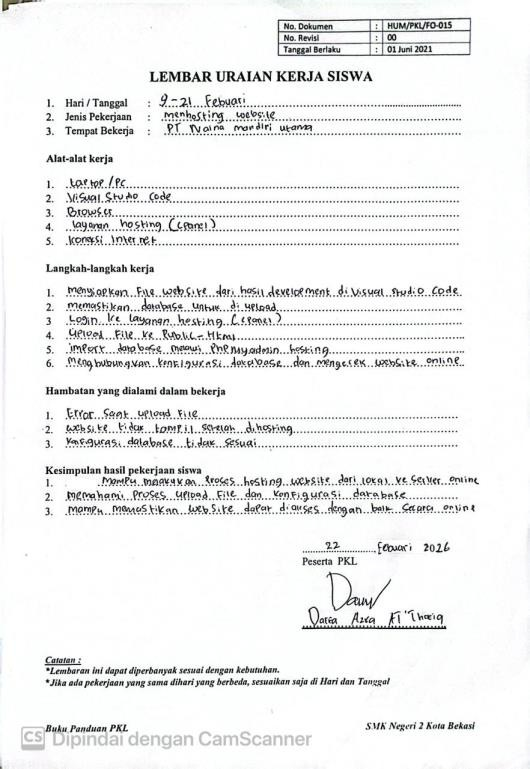 No. Dokumen : HUM/PKL/FO-015
No. Revisi : 00
Tanggal Berlaku : 01 Juni 2021
LEMBAR URAIAN KERJA SISWA
1. Hari / Tanggal : 9-21 Febuari
2. Jenis Pekerjaan : menhosting website
3. Tempat Bekerja : PT Naina mandiri utama
Alat-alat kerja
1. Laptop/PC
2. Visual Studio Code
3. Browser
4. layanan hosting (cPanel)
5. koneksi Internet
Langkah-langkah kerja
1. menyiapkan File website dari hasil development di Visual Studio Code
2. memastikan database untuk di upload
3 Login ke layanan hosting (cPanel)
4. Upload File ke Public-Html
5. import database melalui PhpMyadmin hosting
6. menghubungkan konfigurasi database dan mengecek website online
Hambatan yang dialami dalam bekerja
1. Error Saat upload File
2. website tidak tampil setelah dihosting
3. konfigurasi database tidak sesuai
Kesimpulan hasil pekerjaan siswa
1. mampu melakukan Proses hosting website dari lokal ke Server online
2. memahami Proses upload File dan konfigurasi database
3. mampu memastikan website dapat diakses dengan baik secara online
22 Febuari 2026
Peserta PKL
Dafa Azra Al Thariq
Catatan :
*Lembaran ini dapat diperbanyak sesuai dengan kebutuhan.
*Jika ada pekerjaan yang sama dihari yang berbeda, sesuaikan saja di Hari dan Tanggal
Buku Panduan PKL SMK Negeri 2 Kota Bekasi
CS Dipindai dengan CamScanner